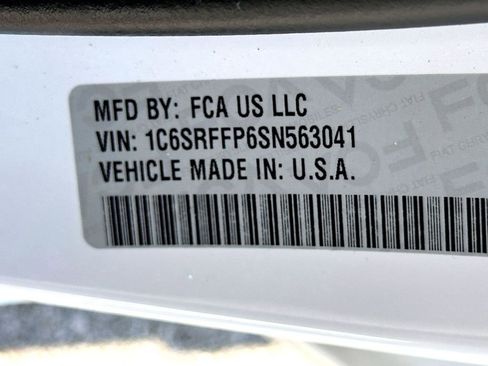 MFD BY: FCA US LLC
VIN: 1C6SRFFP6SN563041
VEHICLE MADE IN: U.S.A.